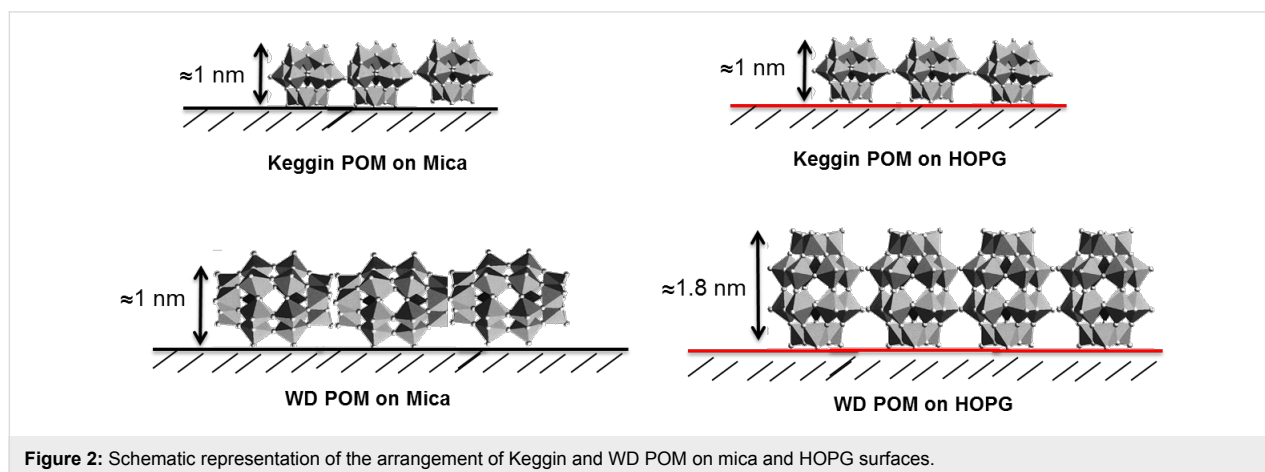 ≈1 nm
Keggin POM on Mica
≈1 nm
Keggin POM on HOPG
≈1 nm
WD POM on Mica
≈1.8 nm
WD POM on HOPG
Figure 2: Schematic representation of the arrangement of Keggin and WD POM on mica and HOPG surfaces.